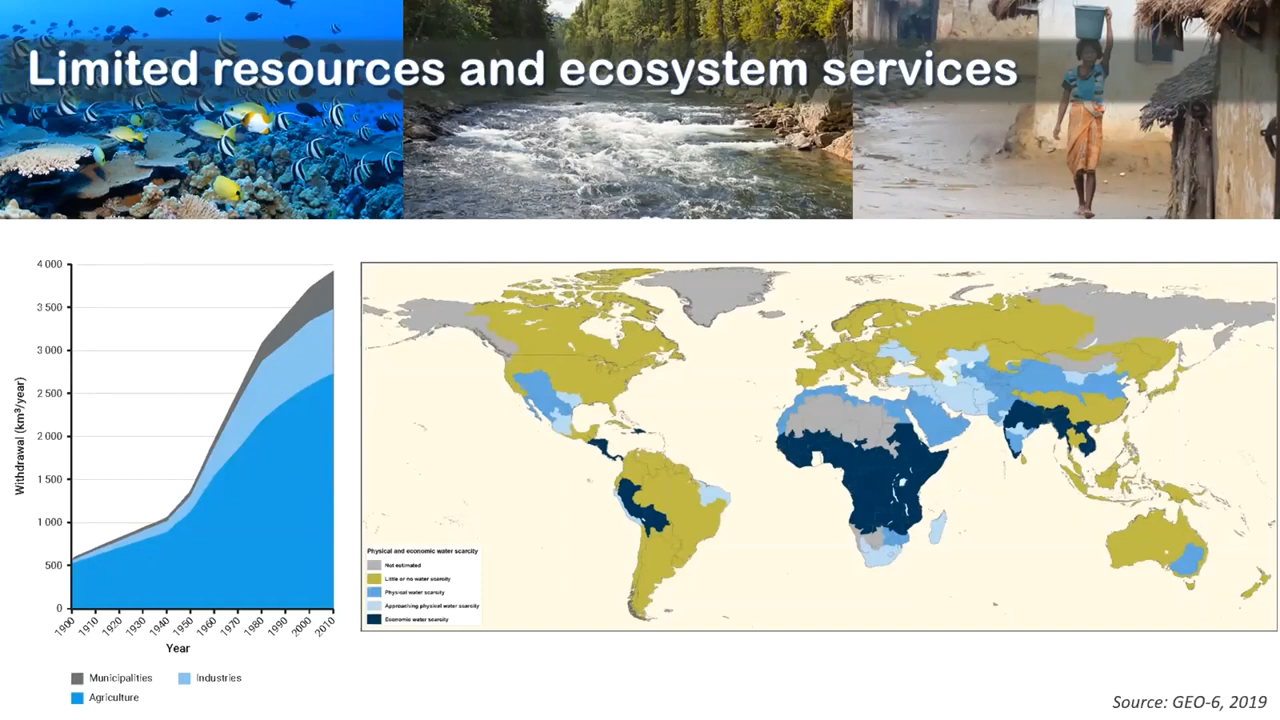 Limited resources and ecosystem services
4 000
3 500
3 000
2 500
2 000
1 500
1 000
500
0
Withdrawal (km³/year)
1900 1910 1920 1930 1940 1950 1960 1970 1980 1990 2000 2010
Year
Municipalities
Industries
Agriculture
Physical and economic water scarcity
Not estimated
Little or no water scarcity
Physical water scarcity
Approaching physical water scarcity
Economic water scarcity
Source: GEO-6, 2019